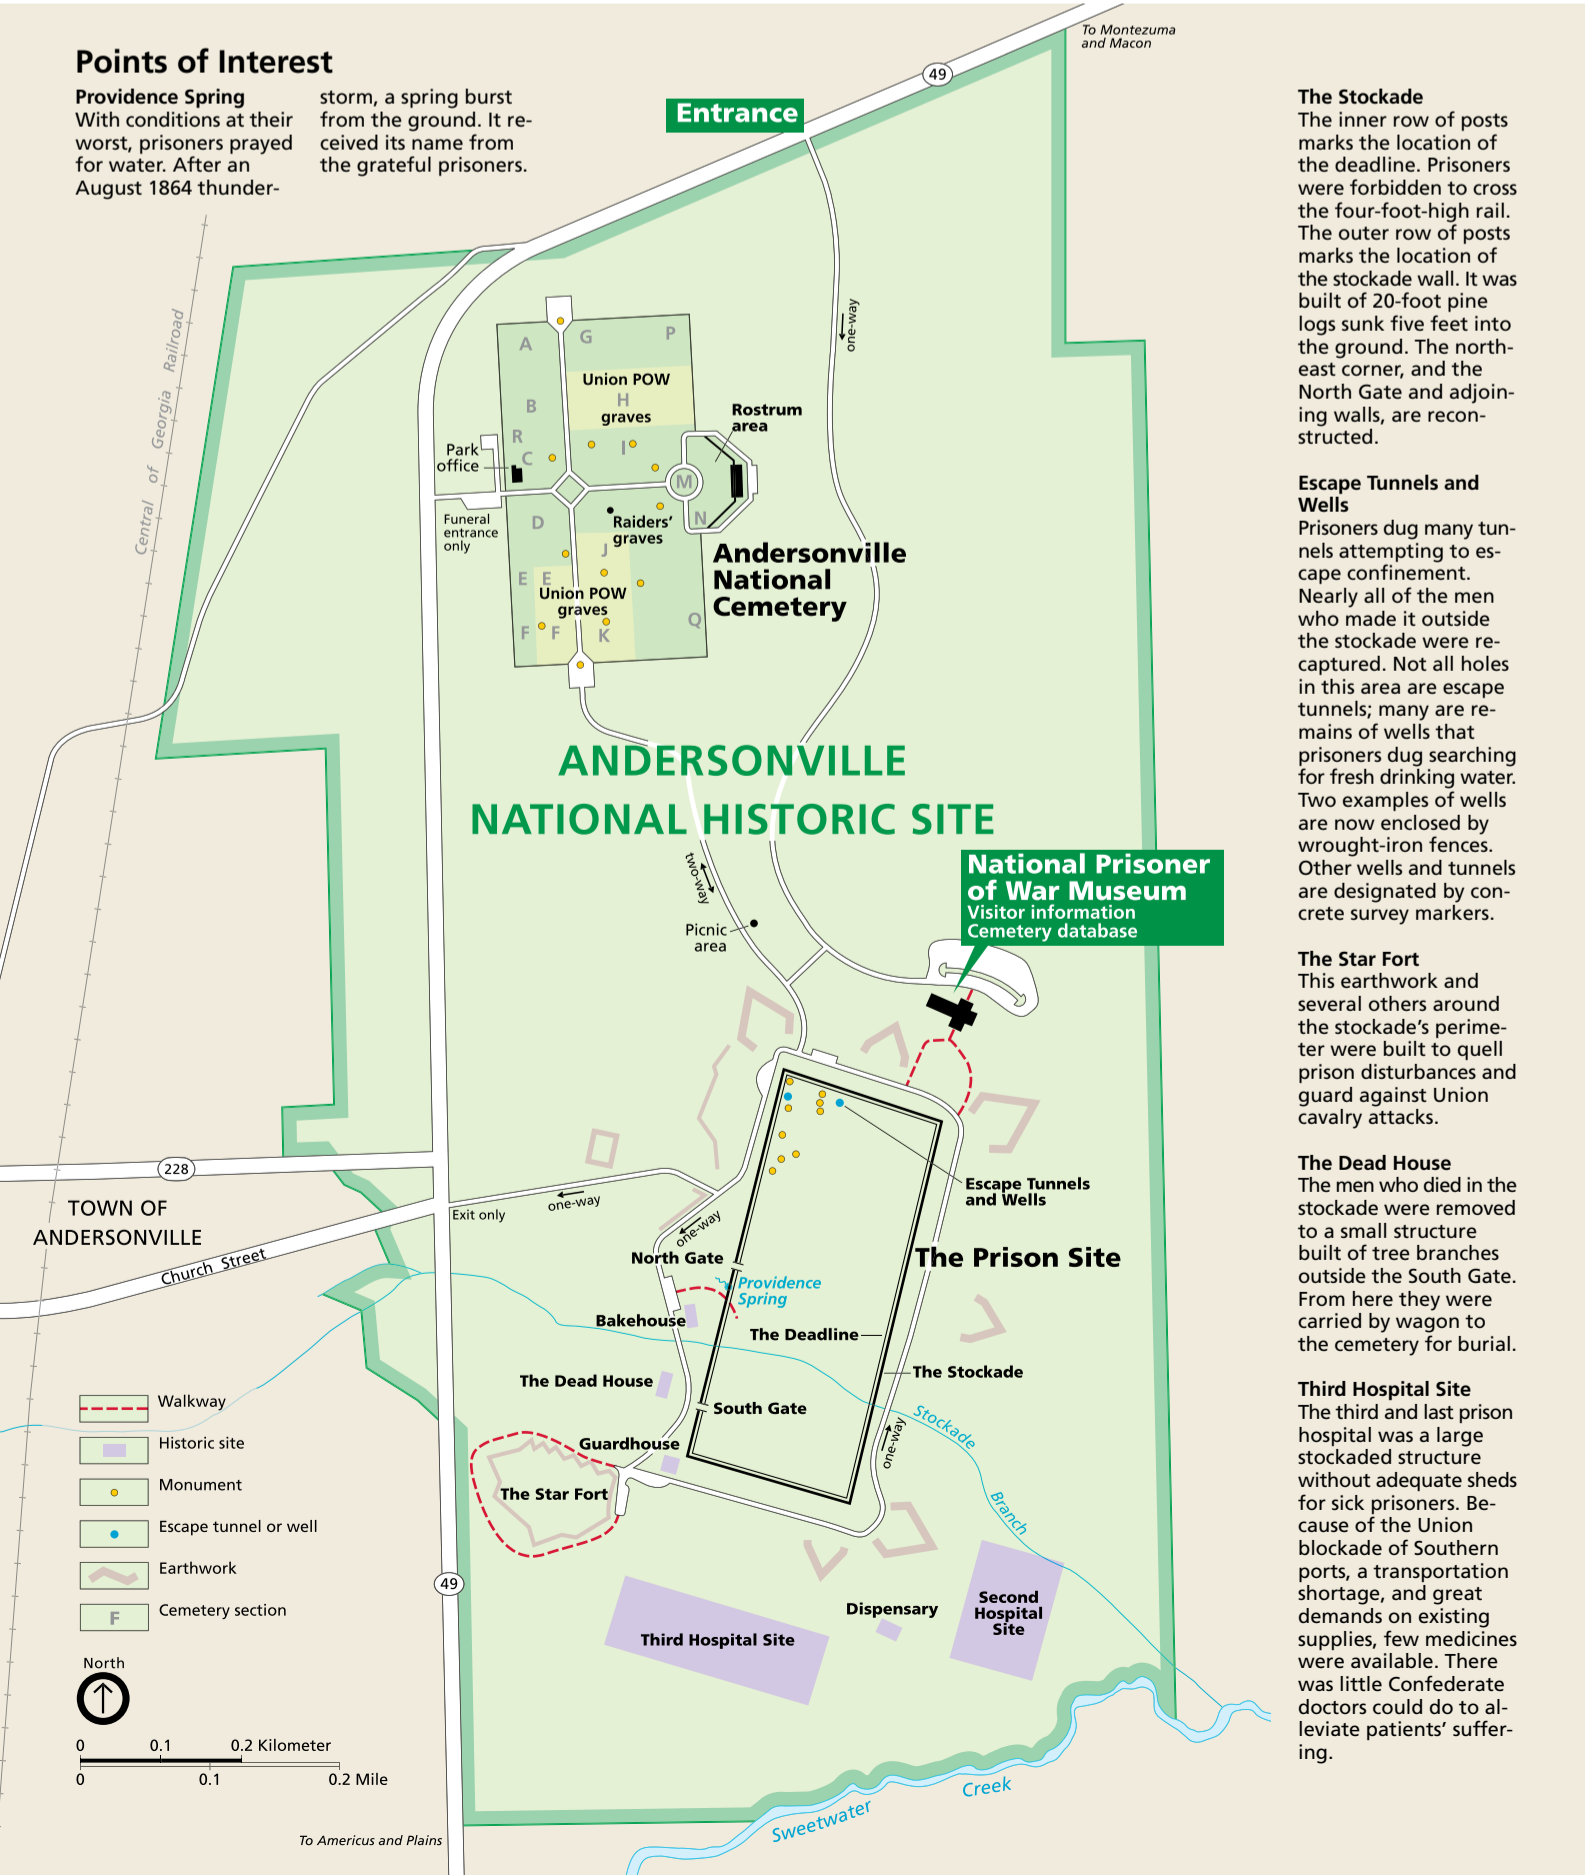 Points of Interest
Providence Spring
With conditions at their
worst, prisoners prayed
for water. After an
August 1864 thunder-
storm, a spring burst
from the ground. It re-
ceived its name from
the grateful prisoners.
To Montezuma
and Macon
49
Entrance
one-way
Central of Georgia Railroad
A
G
P
Union POW
H
graves
B
R
C
I
Rostrum
area
Park
office
M
N
Funeral
entrance
only
D
Raiders'
graves
J
E
E
Union POW
graves
F
F
K
Q
Andersonville
National
Cemetery
ANDERSONVILLE
NATIONAL HISTORIC SITE
two-way
Picnic
area
National Prisoner
of War Museum
Visitor information
Cemetery database
228
TOWN OF
ANDERSONVILLE
Church Street
Exit only
one-way
one-way
Escape Tunnels
and Wells
North Gate
The Prison Site
Providence
Spring
Bakehouse
The Deadline
The Dead House
The Stockade
South Gate
Stockade
Branch
one-way
Guardhouse
The Star Fort
49
Third Hospital Site
Dispensary
Second
Hospital
Site
Walkway
Historic site
Monument
Escape tunnel or well
Earthwork
F
Cemetery section
North
0
0.1
0.2 Kilometer
0
0.1
0.2 Mile
To Americus and Plains
Sweetwater
Creek
The Stockade
The inner row of posts
marks the location of
the deadline. Prisoners
were forbidden to cross
the four-foot-high rail.
The outer row of posts
marks the location of
the stockade wall. It was
built of 20-foot pine
logs sunk five feet into
the ground. The north-
east corner, and the
North Gate and adjoin-
ing walls, are recon-
structed.
Escape Tunnels and
Wells
Prisoners dug many tun-
nels attempting to es-
cape confinement.
Nearly all of the men
who made it outside
the stockade were re-
captured. Not all holes
in this area are escape
tunnels; many are re-
mains of wells that
prisoners dug searching
for fresh drinking water.
Two examples of wells
are now enclosed by
wrought-iron fences.
Other wells and tunnels
are designated by con-
crete survey markers.
The Star Fort
This earthwork and
several others around
the stockade's perime-
ter were built to quell
prison disturbances and
guard against Union
cavalry attacks.
The Dead House
The men who died in the
stockade were removed
to a small structure
built of tree branches
outside the South Gate.
From here they were
carried by wagon to
the cemetery for burial.
Third Hospital Site
The third and last prison
hospital was a large
stockaded structure
without adequate sheds
for sick prisoners. Be-
cause of the Union
blockade of Southern
ports, a transportation
shortage, and great
demands on existing
supplies, few medicines
were available. There
was little Confederate
doctors could do to al-
leviate patients' suffer-
ing.